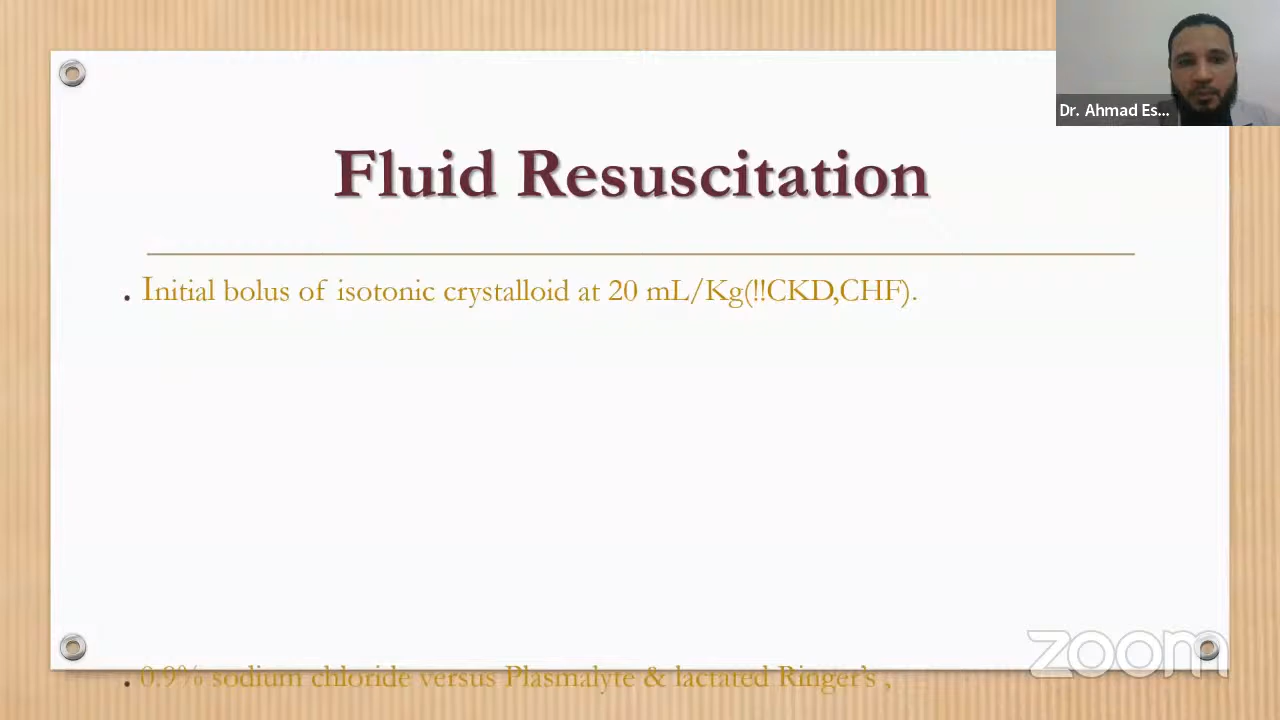 Dr. Ahmad Es...
Fluid Resuscitation
. Initial bolus of isotonic crystalloid at 20 mL/Kg(!!CKD,CHF).
zoom
. 0.9% sodium chloride versus Plasmalyte & lactated Ringer's ,